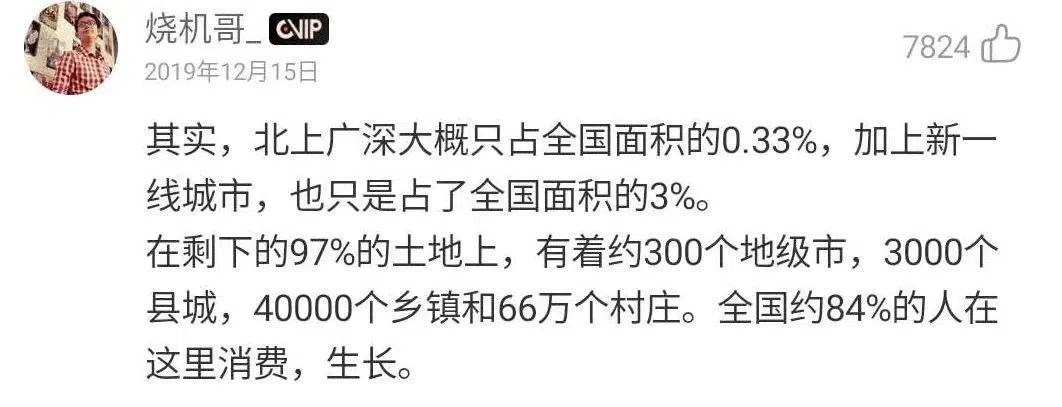 烧机哥_ CVIP
2019年12月15日
7824
其实，北上广深大概只占全国面积的0.33%，加上新一
线城市，也只是占了全国面积的3%。
在剩下的97%的土地上，有着约300个地级市，3000个
县城，40000个乡镇和66万个村庄。全国约84%的人在
这里消费，生长。